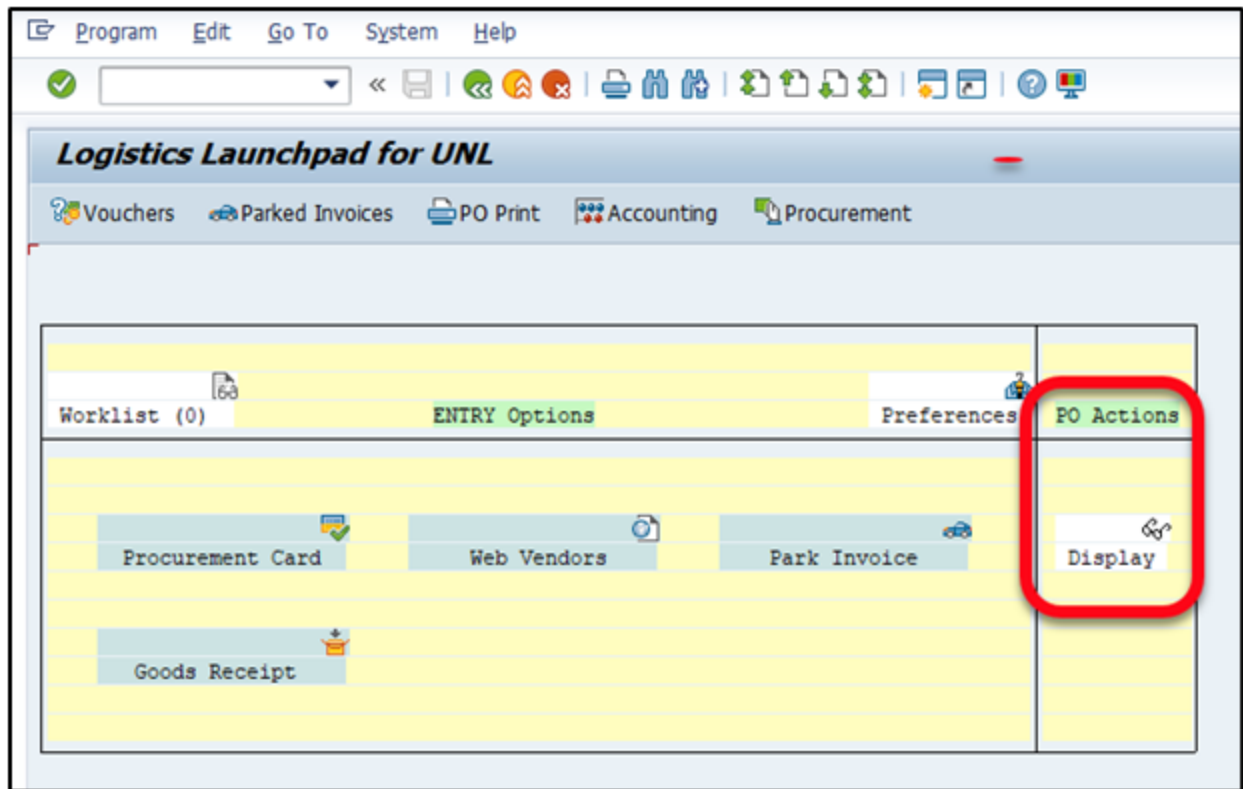 Program Edit Go To System Help
Logistics Launchpad for UNL
Vouchers Parked Invoices PO Print Accounting Procurement
Worklist (0) ENTRY Options Preferences PO Actions
Procurement Card Web Vendors Park Invoice Display
Goods Receipt